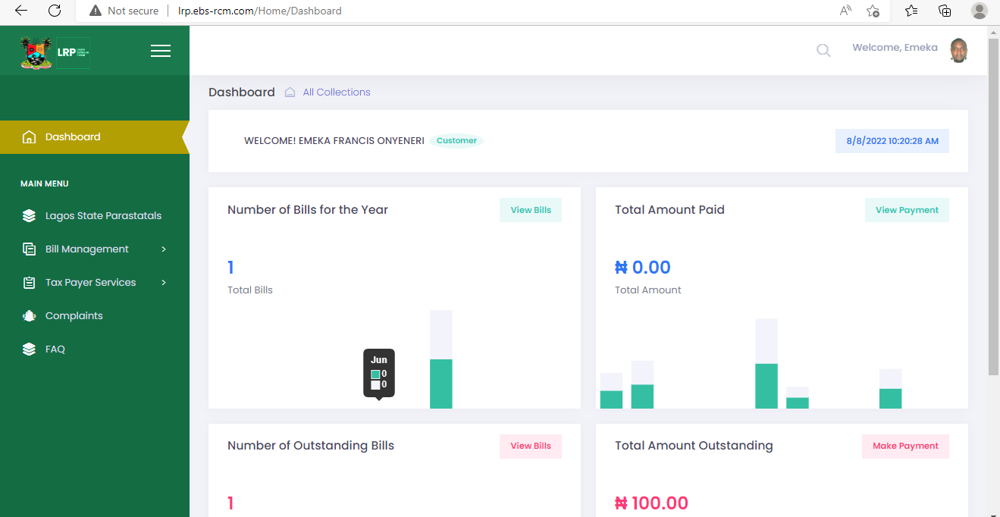 Not secure | lrp.ebs-rcm.com/Home/Dashboard
LRP
Welcome, Emeka
Dashboard All Collections
Dashboard
WELCOME! EMEKA FRANCIS ONYENERI Customer
8/8/2022 10:20:28 AM
MAIN MENU
Lagos State Parastatals
Bill Management
Tax Payer Services
Complaints
FAQ
Number of Bills for the Year
View Bills
1
Total Bills
Jun
0
0
Total Amount Paid
View Payment
₦ 0.00
Total Amount
Number of Outstanding Bills
View Bills
1
Total Amount Outstanding
Make Payment
₦ 100.00